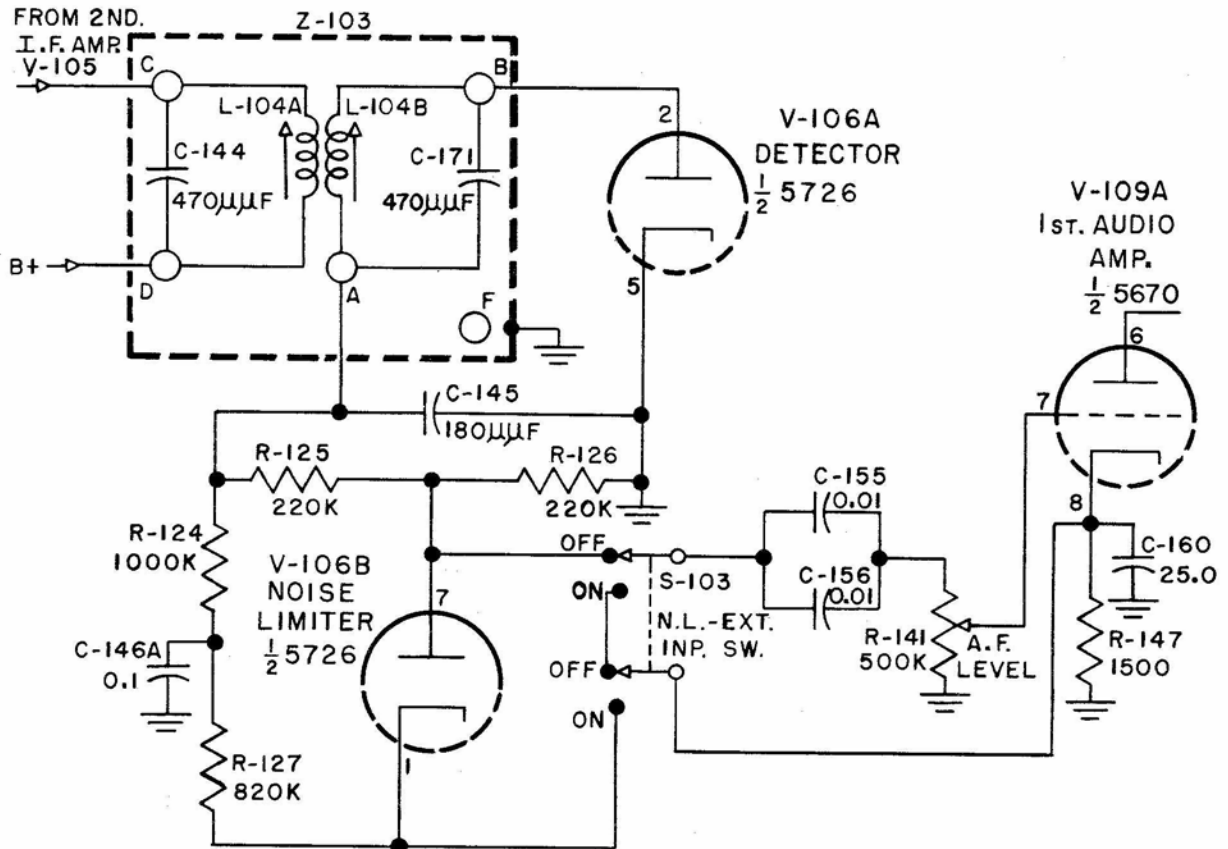 FROM 2ND.
I.F. AMP.
V-105
Z-103
C
B
L-104A
L-104B
C-144
470µµF
C-171
470µµF
B+
D
A
F
2
V-106A
DETECTOR
1/2 5726
5
V-109A
1ST. AUDIO
AMP.
1/2 5670
6
7
8
C-145
180µµF
R-125
220K
R-126
220K
R-124
1000K
V-106B
NOISE
LIMITER
1/2 5726
7
1
OFF
ON
OFF
ON
S-103
N.L.-EXT.
INP. SW.
C-155
0.01
C-156
0.01
R-141
500K
A.F.
LEVEL
C-160
25.0
R-147
1500
C-146A
0.1
R-127
820K